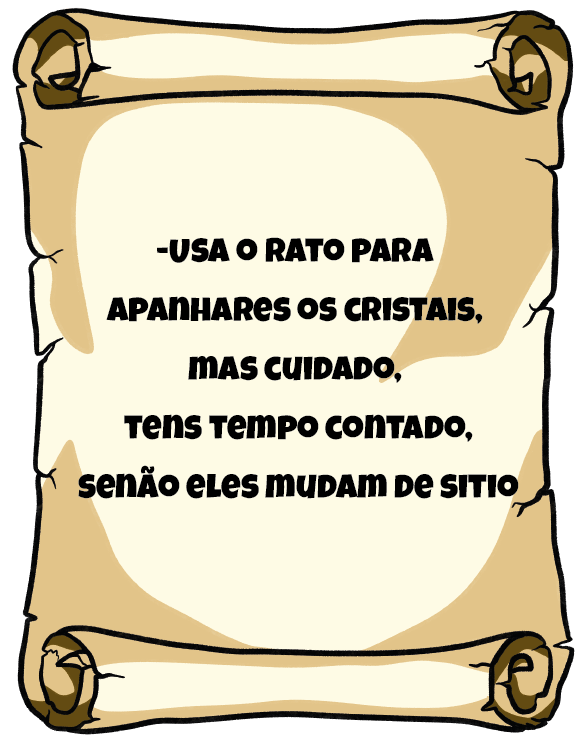 -USA O RATO PARA
APANHARES OS CRISTAIS,
MAS CUIDADO,
TENS TEMPO CONTADO,
SENÃO ELES MUDAM DE SITIO